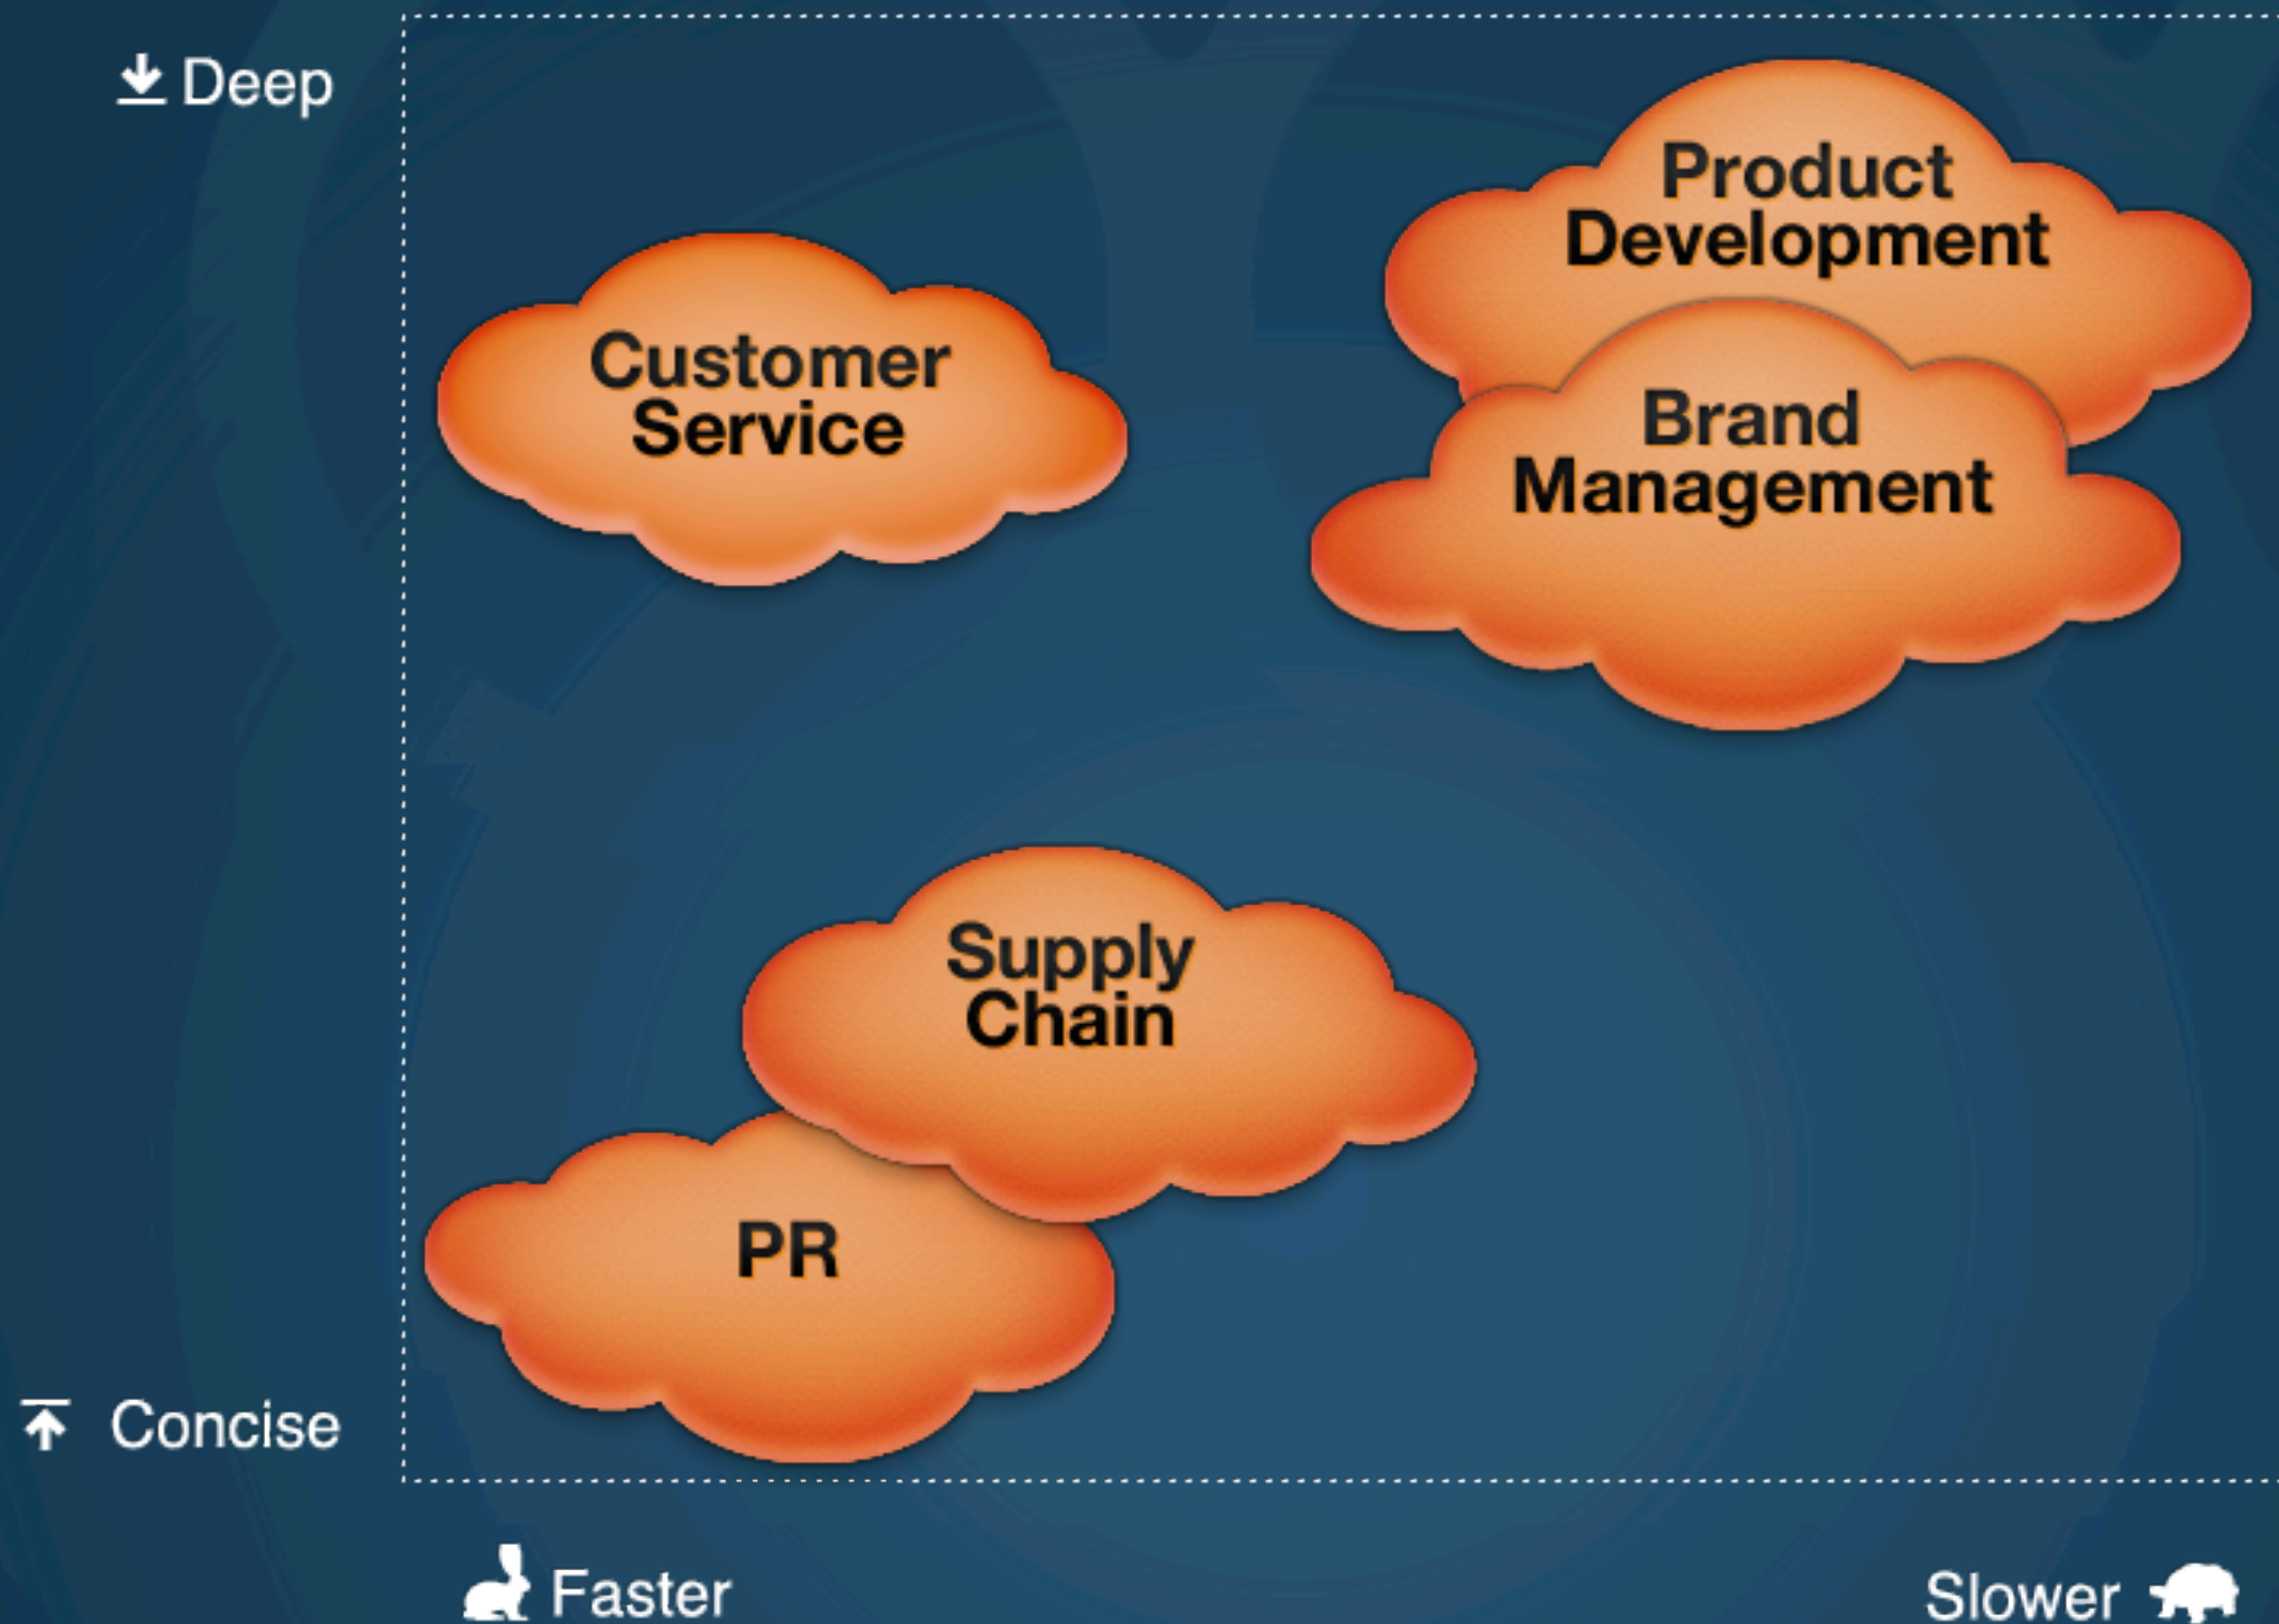 Deep
Product
Development
Customer
Service
Brand
Management
Supply
Chain
PR
Concise
Faster
Slower